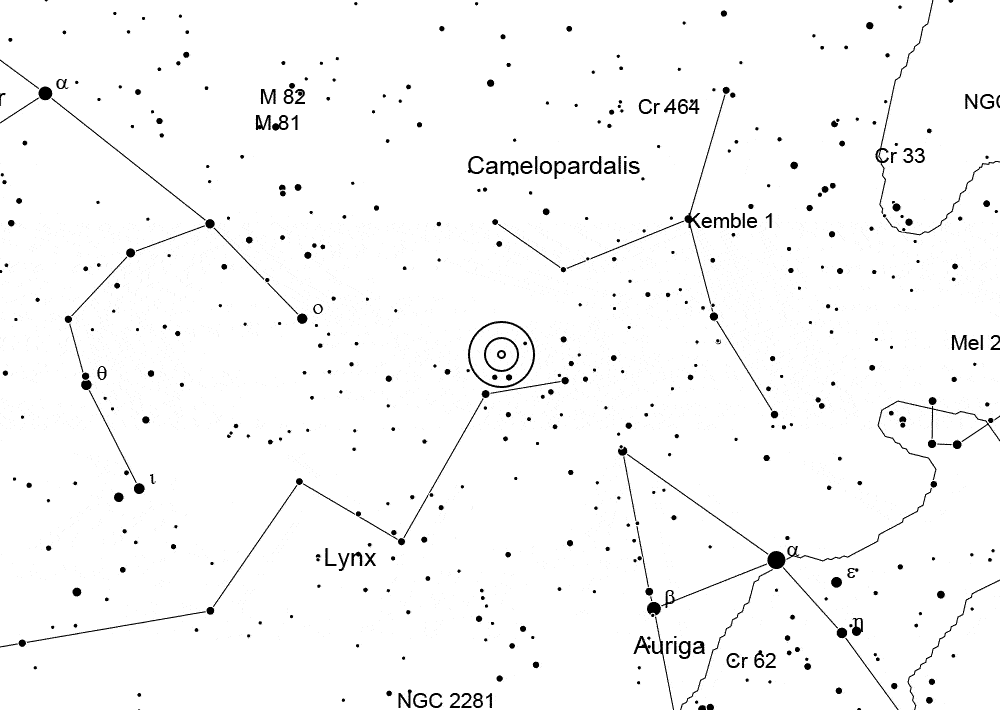 α
M 82
r
M 81
Cr 464
NGC
Camelopardalis
Cr 33
Kemble 1
ο
Mel 2
θ
ι
Lynx
α
ε
β
η
Auriga
Cr 62
NGC 2281